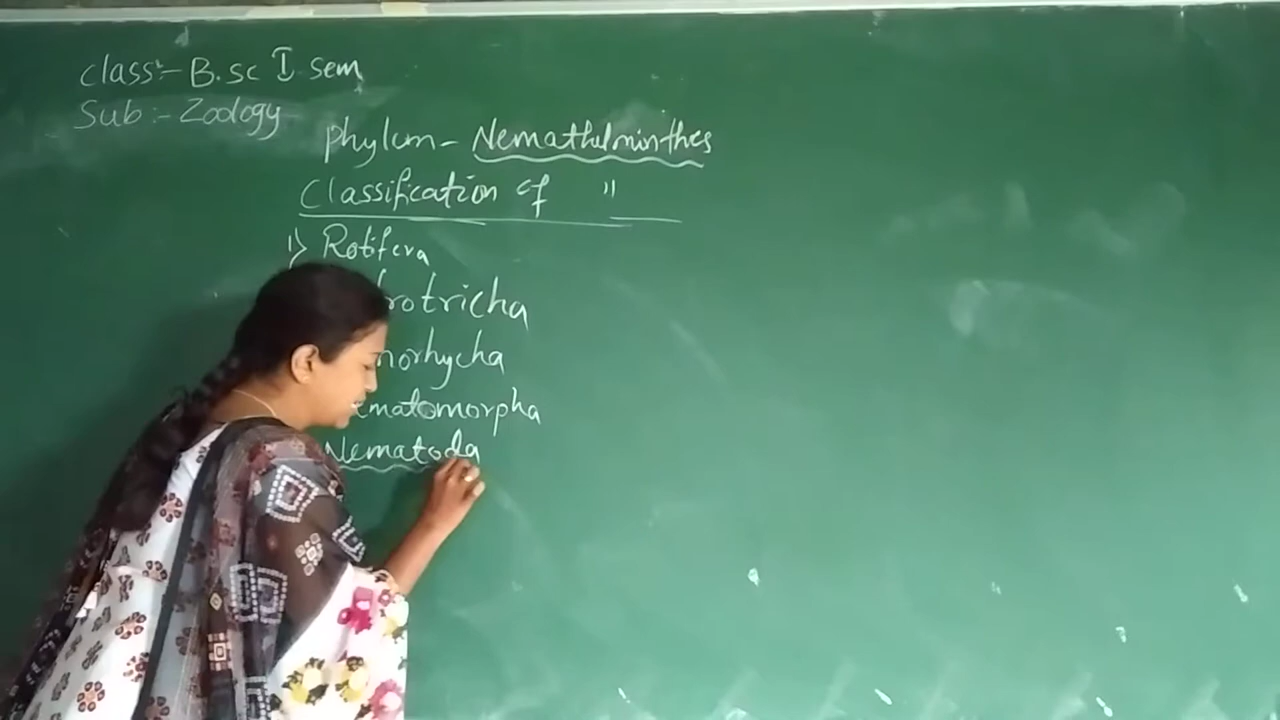 Class:- B.sc I sem
Sub:- Zoology
phylum- Nemathelminthes
Classification of "
1) Rotifera
rotricha
norhycha
matomorpha
Nematoda